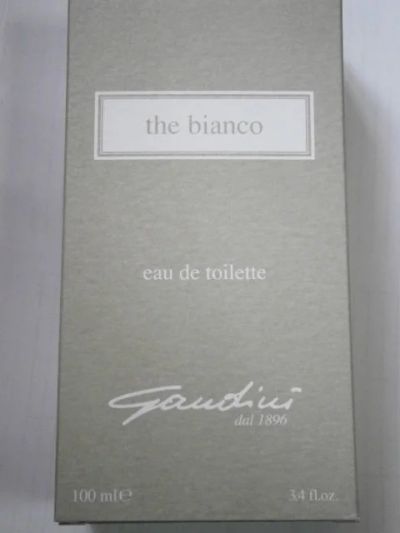 the bianco
eau de toilette
Gandini
dal 1896
100 ml ℮
3.4 fl.oz.